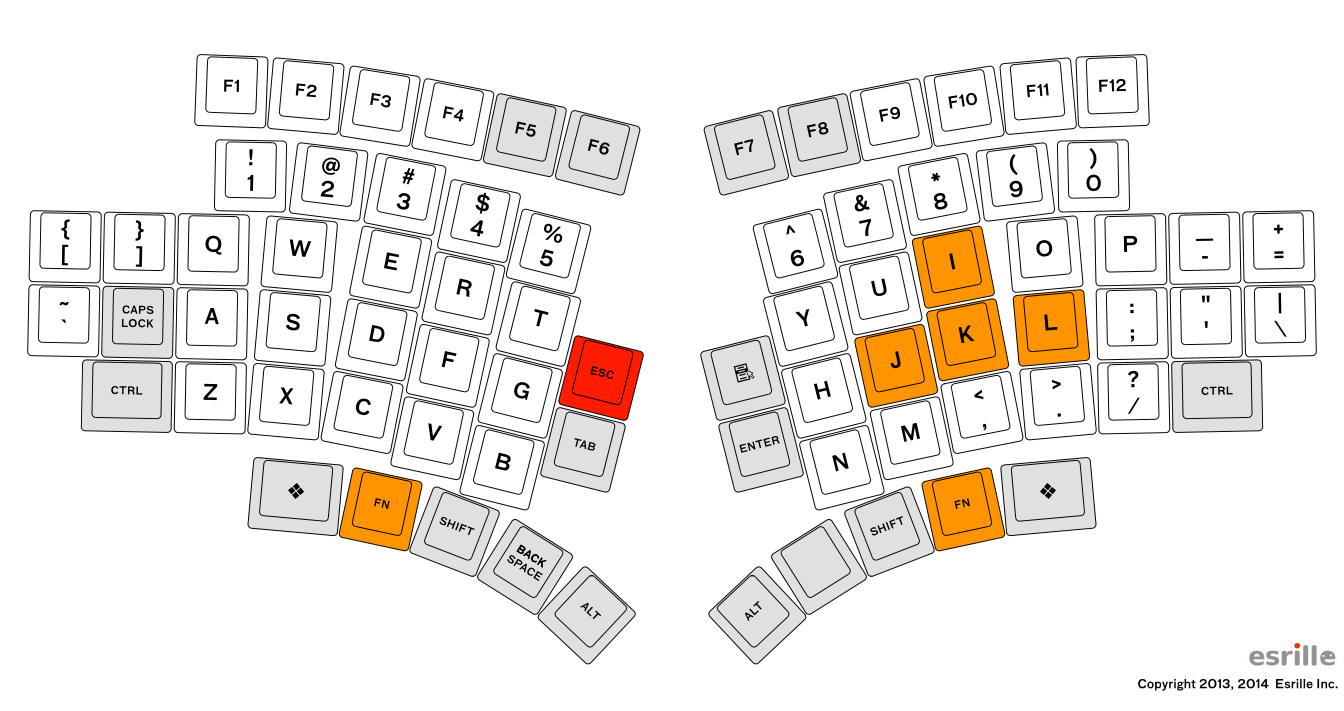 F1 F2 F3 F4 F5 F6 F7 F8 F9 F10 F11 F12
! @ # $ % ^ & * ( )
1 2 3 4 5 6 7 8 9 0
{ } Q W E R T Y U I O P — +
[ ] - =
~ CAPS A S D F G H J K L : " |
` LOCK ; ' \
CTRL Z X C V B N M < > ? CTRL
, . /
ESC
TAB ENTER
FN SHIFT BACK ALT ALT SHIFT FN
SPACE
esrille
Copyright 2013, 2014 Esrille Inc.